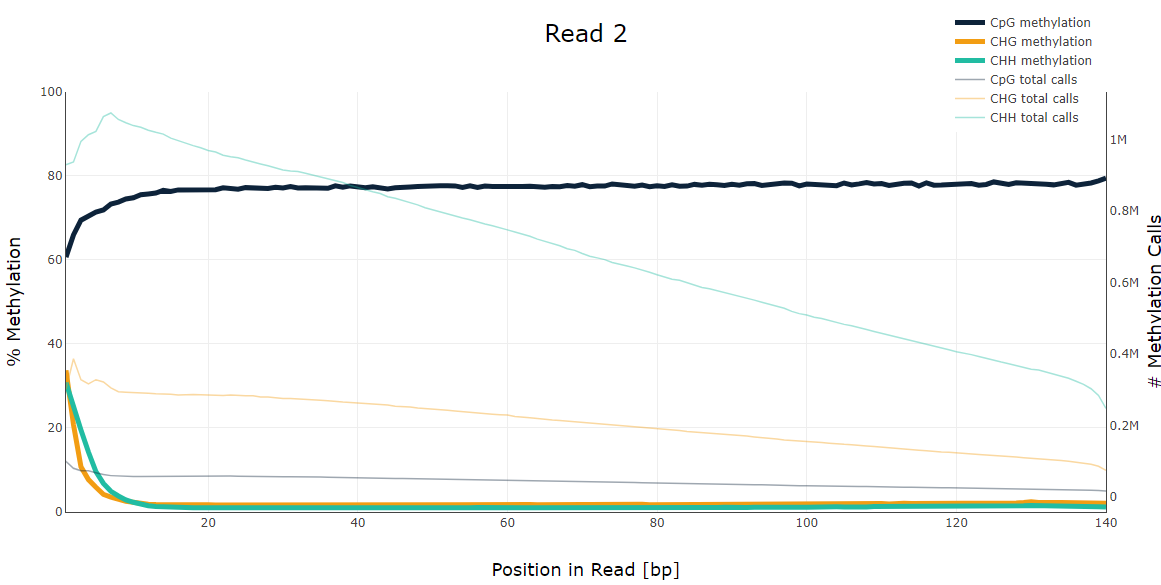 Read 2
CpG methylation
CHG methylation
CHH methylation
CpG total calls
CHG total calls
CHH total calls
100
80
60
40
20
0
% Methylation
1M
0.8M
0.6M
0.4M
0.2M
0
# Methylation Calls
20 40 60 80 100 120 140
Position in Read [bp]